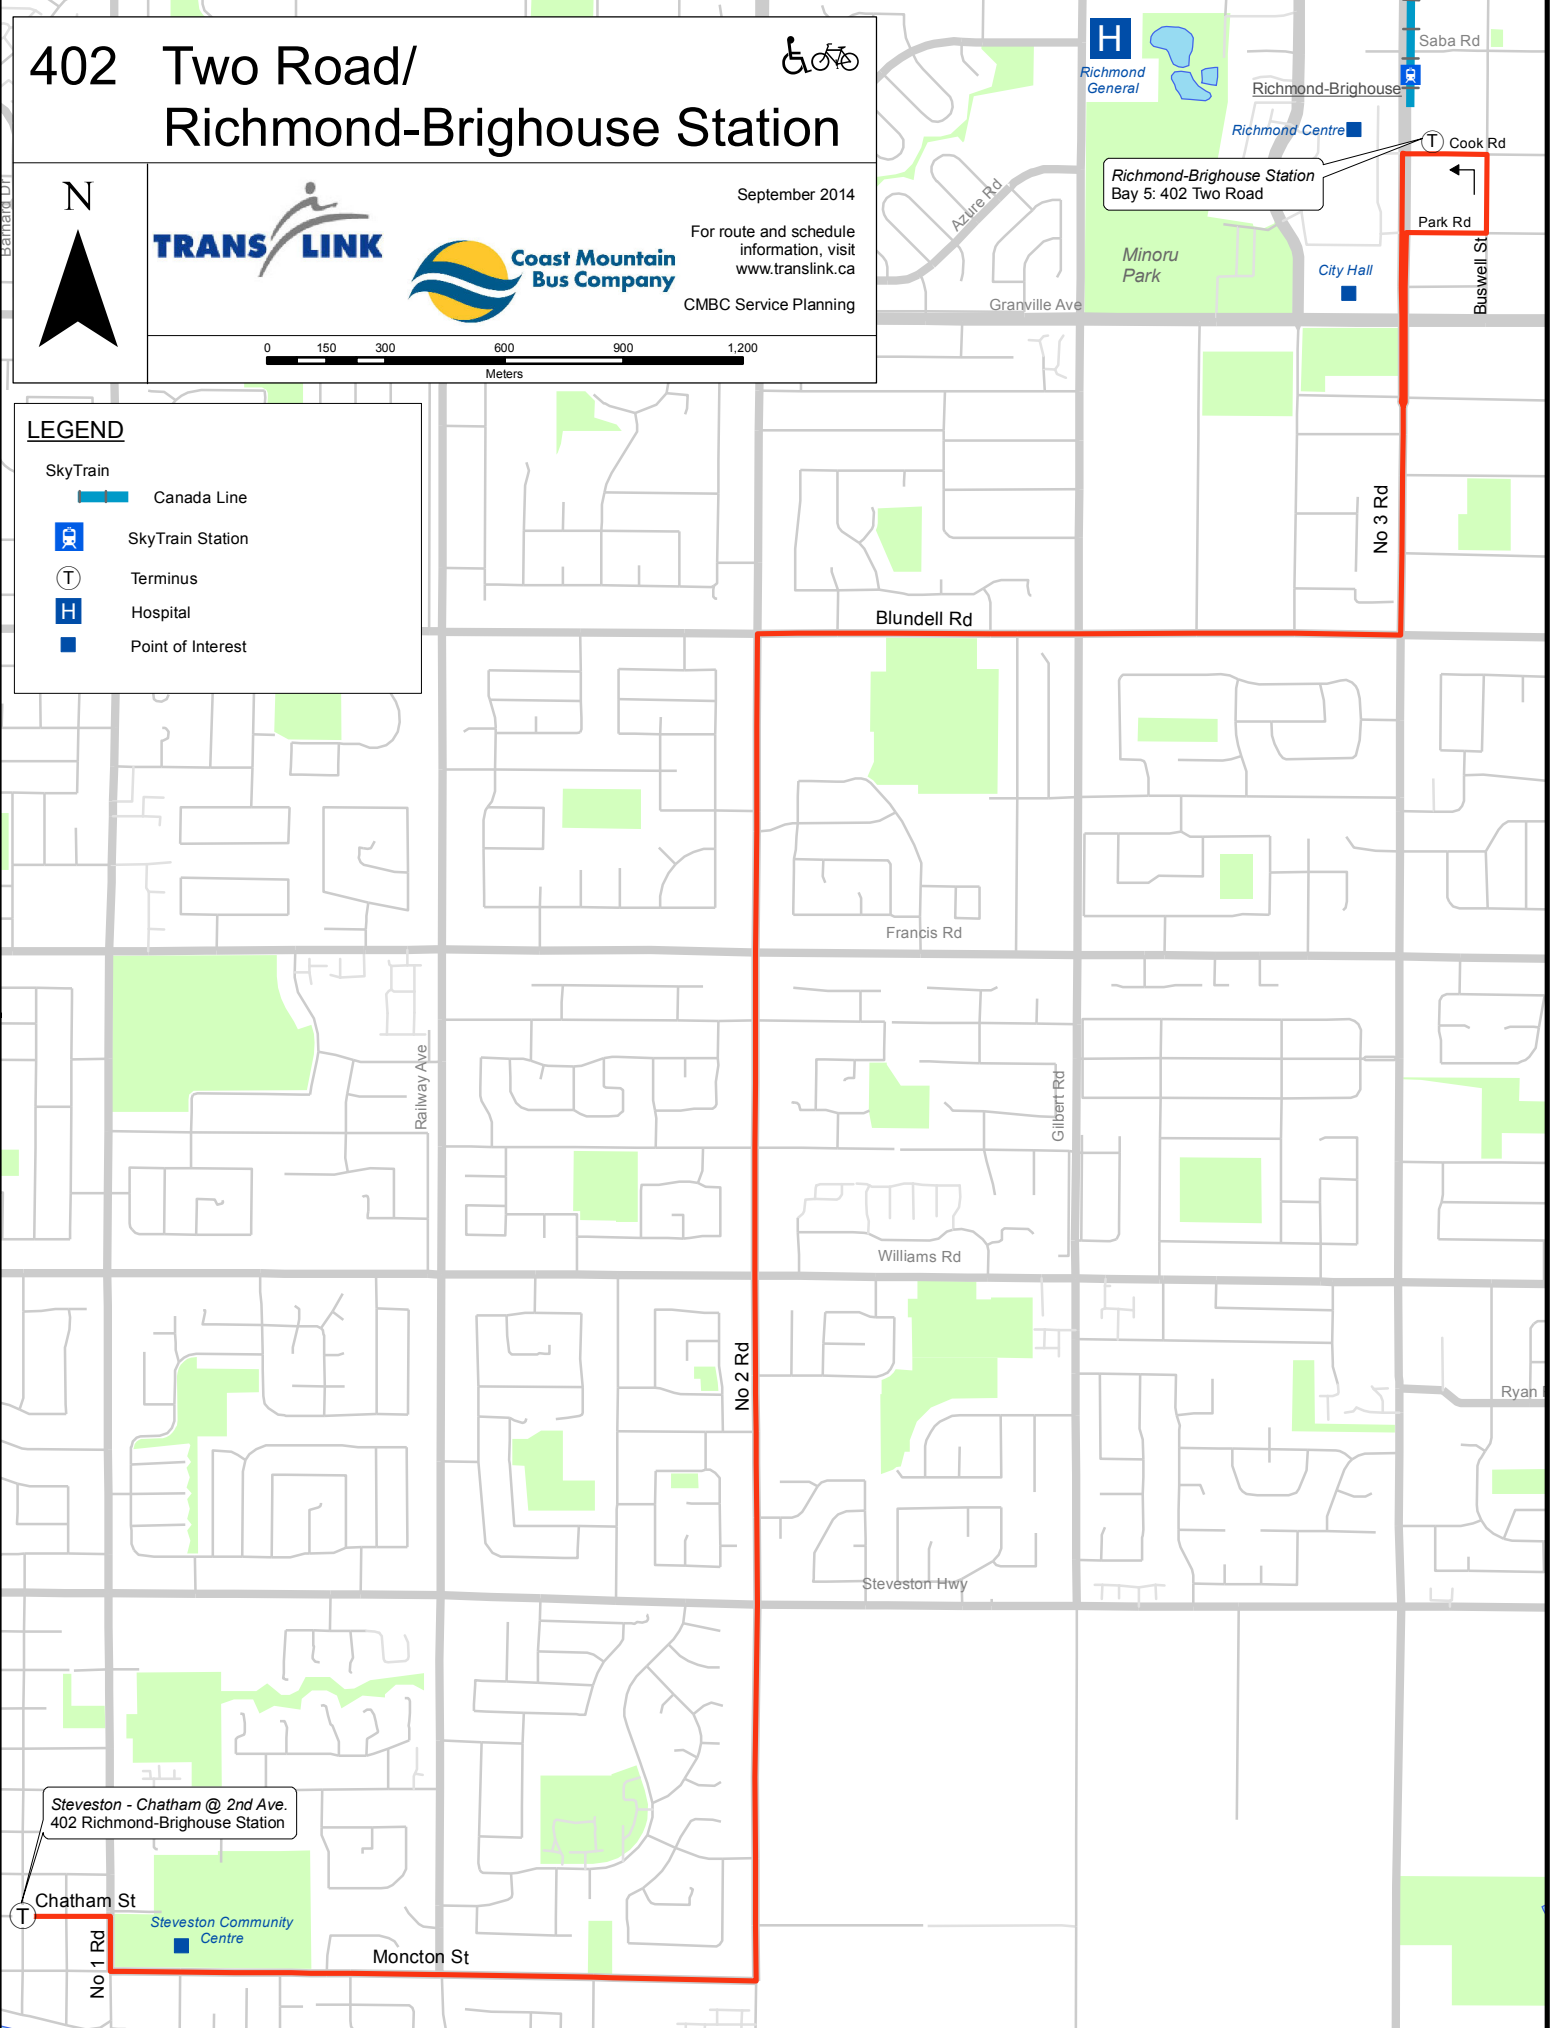 402 Two Road/
Richmond-Brighouse Station
N
TRANS LINK
Coast Mountain
Bus Company
September 2014
For route and schedule
information, visit
www.translink.ca
CMBC Service Planning
0 150 300 600 900 1,200
Meters
LEGEND
SkyTrain
Canada Line
SkyTrain Station
T Terminus
H Hospital
Point of Interest
Barnard Dr
H
Richmond
General
Saba Rd
Richmond-Brighouse
Richmond Centre
T Cook Rd
Richmond-Brighouse Station
Bay 5: 402 Two Road
Park Rd
Buswell St
Azure Rd
Minoru
Park
City Hall
Granville Ave
No 3 Rd
Blundell Rd
Francis Rd
Railway Ave
Gilbert Rd
Williams Rd
No 2 Rd
Ryan
Steveston Hwy
Steveston - Chatham @ 2nd Ave.
402 Richmond-Brighouse Station
Chatham St
T
Steveston Community
Centre
No 1 Rd
Moncton St